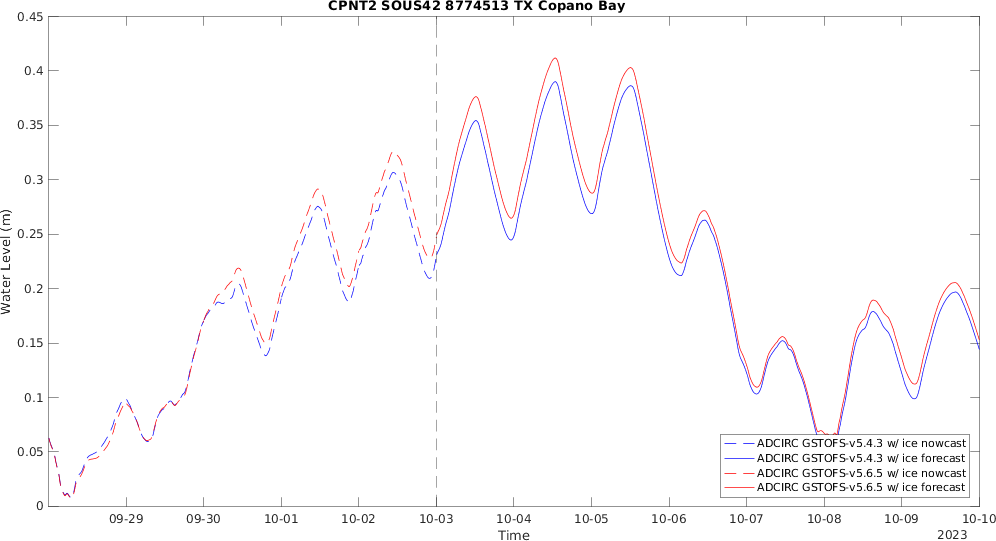 CPNT2 SOUS42 8774513 TX Copano Bay
0.45
0.4
0.35
0.3
0.25
0.2
0.15
0.1
0.05
0
Water Level (m)
09-29 09-30 10-01 10-02 10-03 10-04 10-05 10-06 10-07 10-08 10-09 10-10
Time
2023
ADCIRC GSTOFS-v5.4.3 w/ ice nowcast
ADCIRC GSTOFS-v5.4.3 w/ ice forecast
ADCIRC GSTOFS-v5.6.5 w/ ice nowcast
ADCIRC GSTOFS-v5.6.5 w/ ice forecast